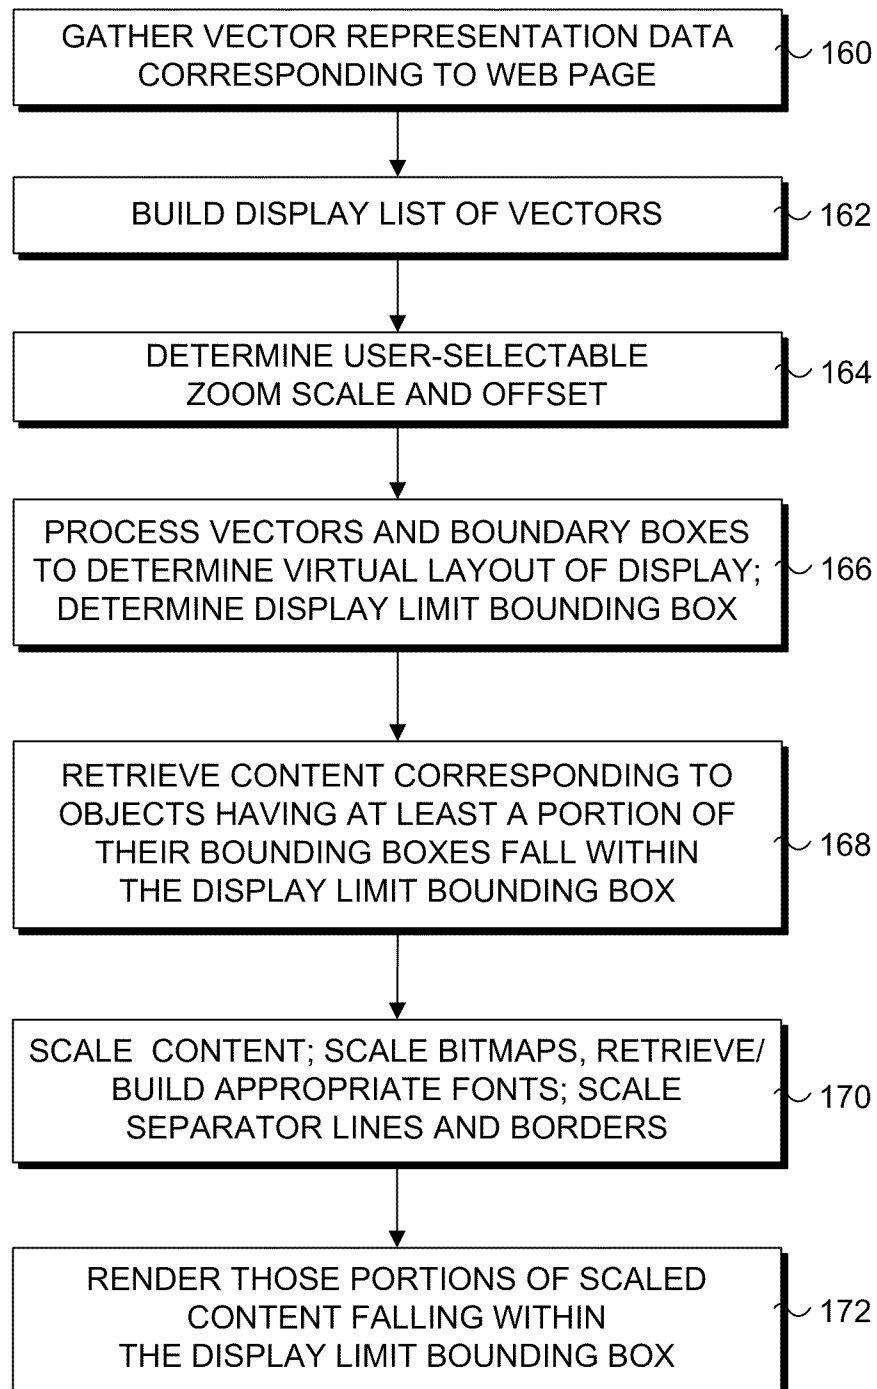 GATHER VECTOR REPRESENTATION DATA
CORRESPONDING TO WEB PAGE
160
BUILD DISPLAY LIST OF VECTORS
162
DETERMINE USER-SELECTABLE
ZOOM SCALE AND OFFSET
164
PROCESS VECTORS AND BOUNDARY BOXES
TO DETERMINE VIRTUAL LAYOUT OF DISPLAY;
DETERMINE DISPLAY LIMIT BOUNDING BOX
166
RETRIEVE CONTENT CORRESPONDING TO
OBJECTS HAVING AT LEAST A PORTION OF
THEIR BOUNDING BOXES FALL WITHIN
THE DISPLAY LIMIT BOUNDING BOX
168
SCALE CONTENT; SCALE BITMAPS, RETRIEVE/
BUILD APPROPRIATE FONTS; SCALE
SEPARATOR LINES AND BORDERS
170
RENDER THOSE PORTIONS OF SCALED
CONTENT FALLING WITHIN
THE DISPLAY LIMIT BOUNDING BOX
172